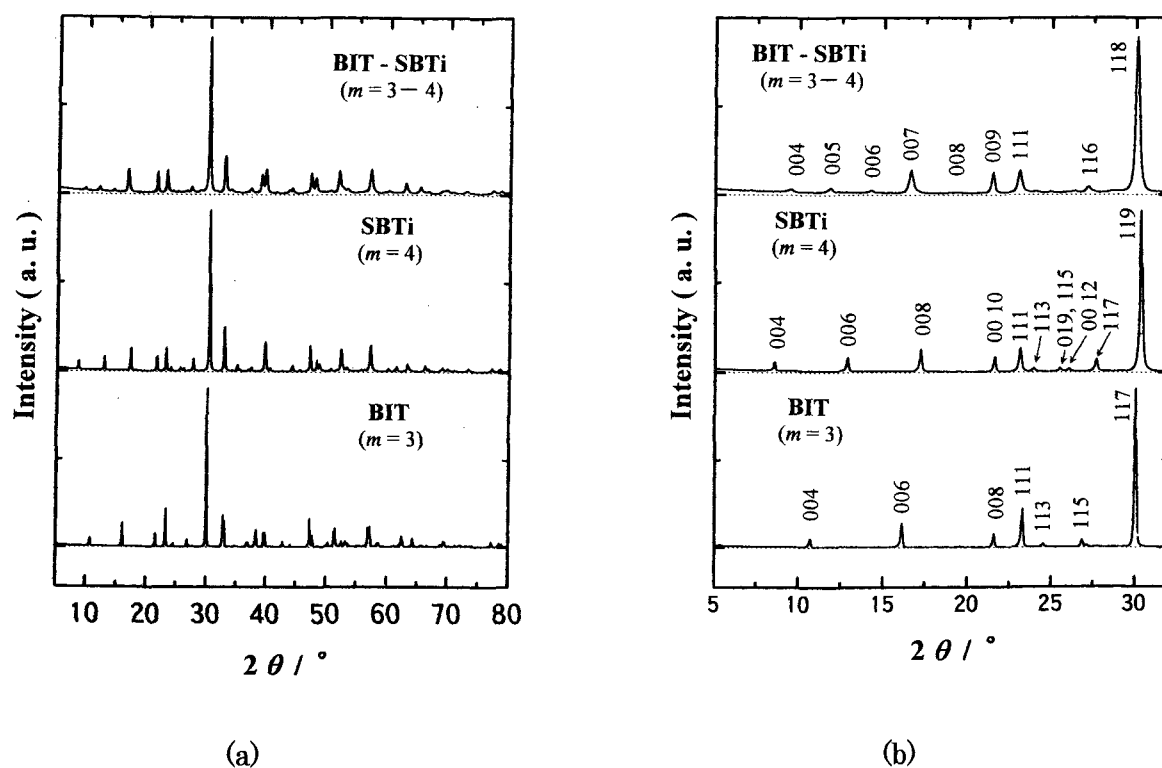 BIT - SBTi
(m = 3 – 4)
SBTi
(m = 4)
BIT
(m = 3)
Intensity ( a. u. )
10 20 30 40 50 60 70 80
2 θ / °
(a)
BIT - SBTi
(m = 3 – 4)
004 005 006 007 008 009 111 116 118
SBTi
(m = 4)
004 006 008 00 10 111 113 019, 115 00 12 117 119
BIT
(m = 3)
004 006 008 111 113 115 117
Intensity ( a. u. )
5 10 15 20 25 30
2 θ / °
(b)